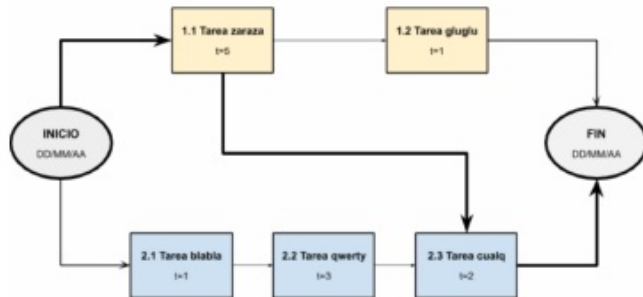 1.1 Tarea zaraza
t=5
1.2 Tarea gluglu
t=1
INICIO
DD/MM/AA
FIN
DD/MM/AA
2.1 Tarea blabla
t=1
2.2 Tarea qwerty
t=3
2.3 Tarea cualq
t=2